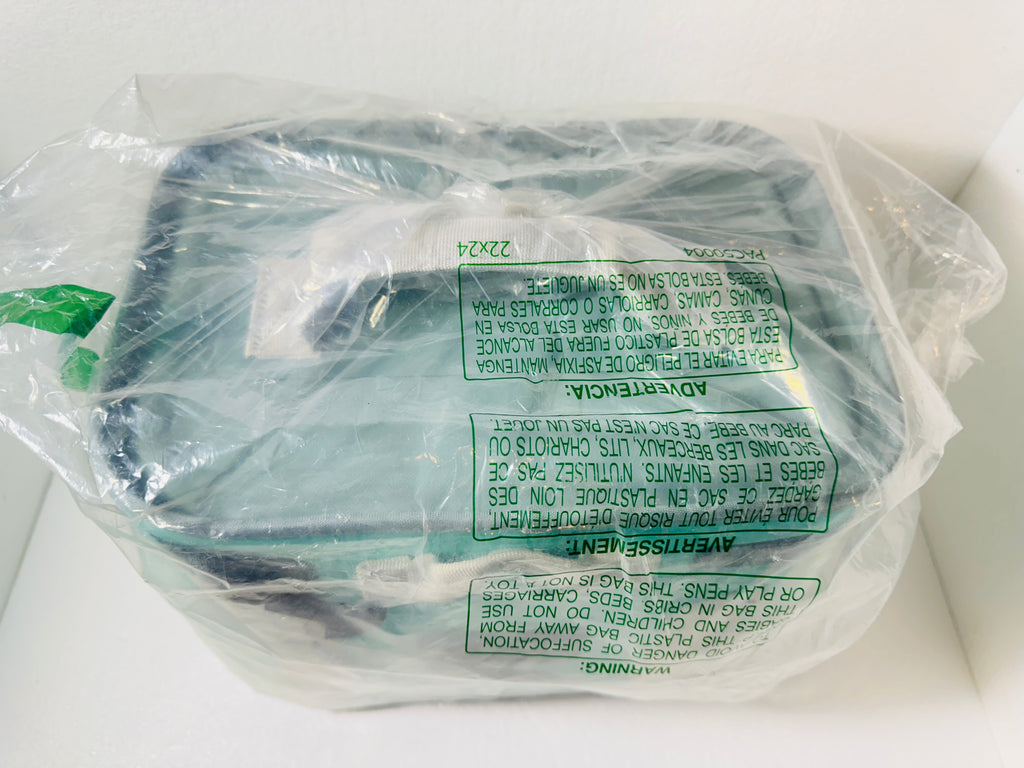 WARNING:
AVOID DANGER OF SUFFOCATION,
THIS PLASTIC BAG AWAY FROM
BABIES AND CHILDREN. DO NOT USE
THIS BAG IN CRIBS, BEDS, CARRIAGES
OR PLAY PENS. THIS BAG IS NOT A TOY.
AVERTISSEMENT:
POUR ÉVITER TOUT RISQUE D'ÉTOUFFEMENT,
GARDEZ CE SAC EN PLASTIQUE LOIN DES
BÉBÉS ET LES ENFANTS. N'UTILISEZ PAS CE
SAC DANS LES BERCEAUX, LITS, CHARIOTS OU
PARC AU BÉBÉ. CE SAC N'EST PAS UN JOUET.
ADVERTENCIA:
PARA EVITAR EL PELIGRO DE ASFIXIA, MANTENGA
ESTA BOLSA DE PLASTICO FUERA DEL ALCANCE
DE BEBES Y NIÑOS. NO USAR ESTA BOLSA EN
CUNAS, CAMAS, CARRIOLAS O CORRALES PARA
BEBES. ESTA BOLSA NO ES UN JUGUETE.
PAC50004 22x24